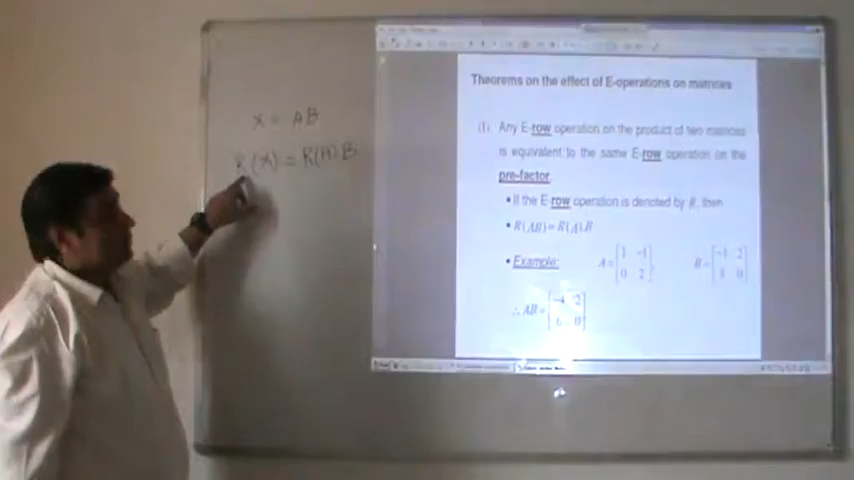 X = AB
R(X) = R(A) B
Theorems on the effect of E-operations on matrices
(1) Any E-row operation on the product of two matrices
is equivalent to the same E-row operation on the
pre-factor.
• If the E-row operation is denoted by R, then
• R(AB)=R(A).B
• Example: A=[1 -1 B=[-1 2
0 2], 3 0]
∴ AB=[-4 2
6 0]